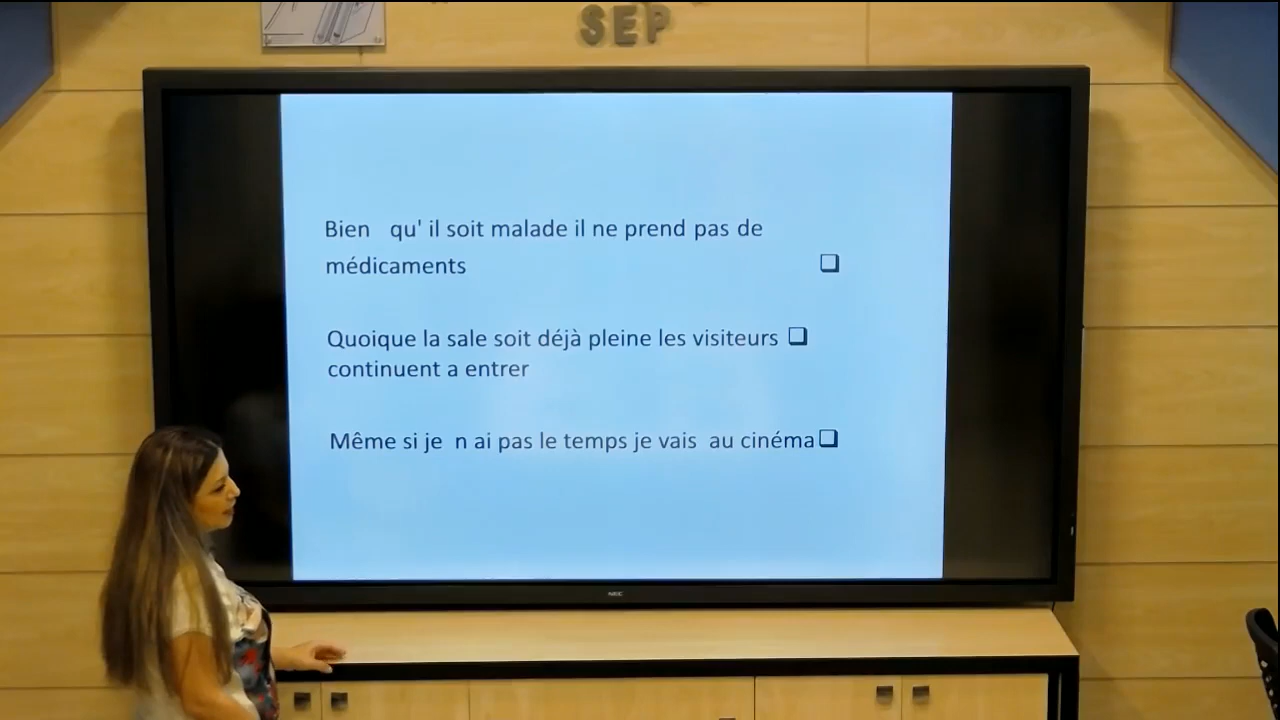 SEP
Bien qu' il soit malade il ne prend pas de
médicaments
Quoique la sale soit déjà pleine les visiteurs
continuent a entrer
Même si je n ai pas le temps je vais au cinéma
NEC